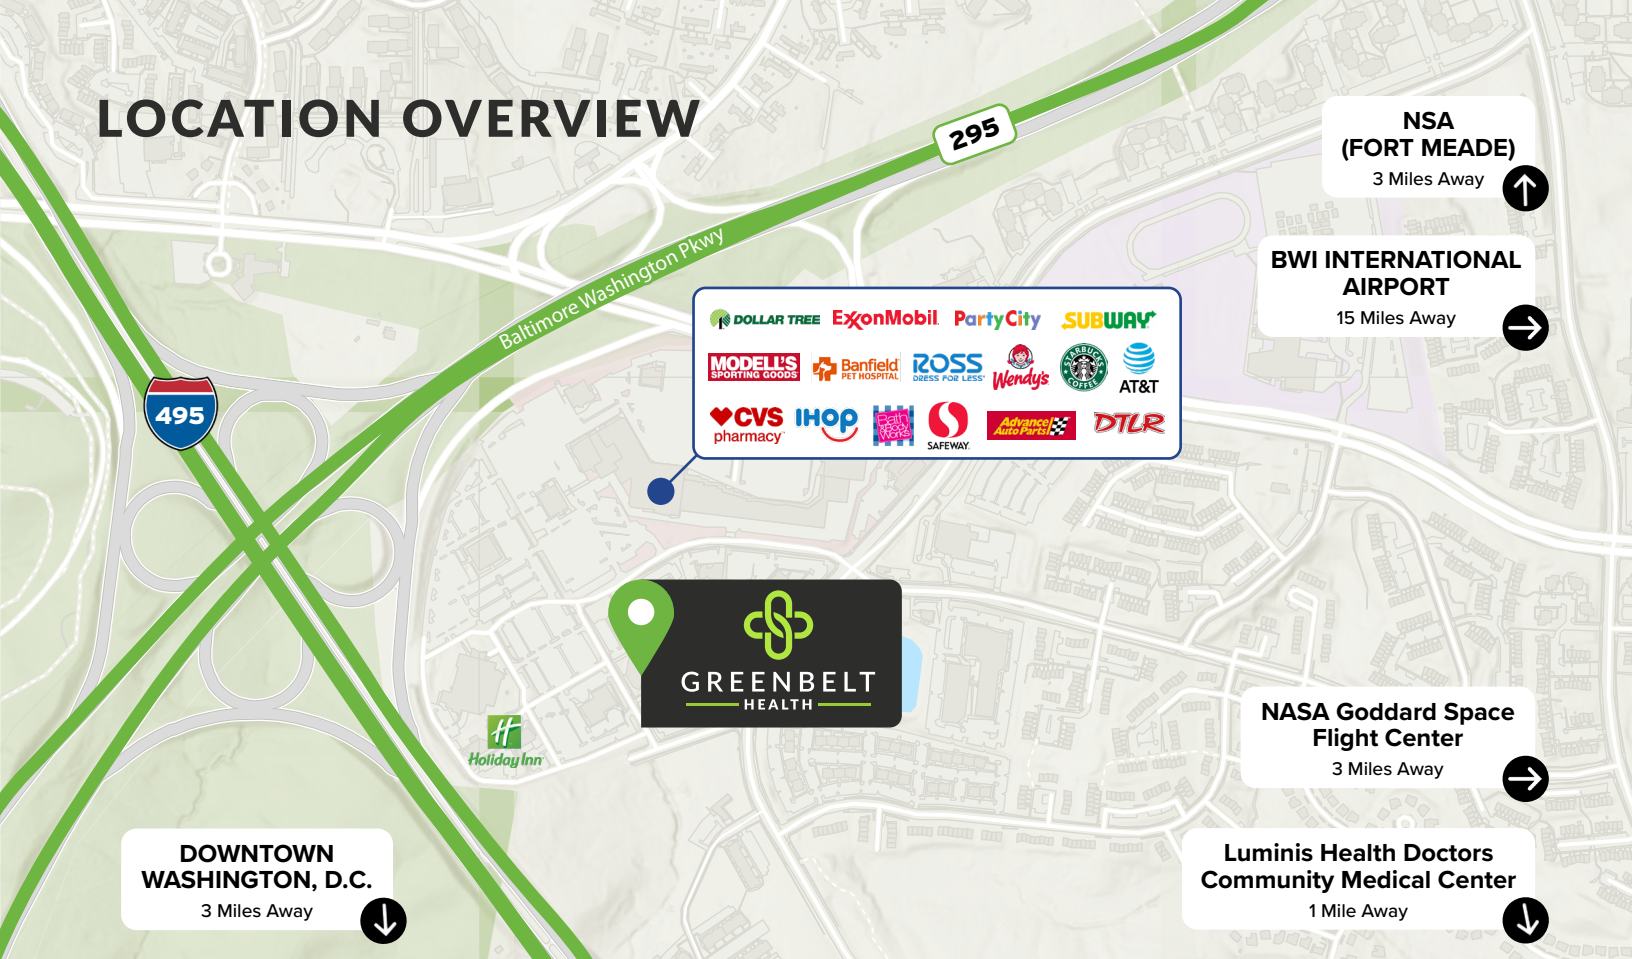 LOCATION OVERVIEW
295
NSA
(FORT MEADE)
3 Miles Away
BWI INTERNATIONAL
AIRPORT
15 Miles Away
Baltimore Washington Pkwy
DOLLAR TREE
ExxonMobil
PartyCity
SUBWAY
MODELL'S
SPORTING GOODS
Banfield
PET HOSPITAL
ROSS
DRESS FOR LESS
Wendy's
STARBUCKS
COFFEE
AT&T
CVS
pharmacy
IHOP
Bath
Body
Works
SAFEWAY
Advance
Auto Parts
DTLR
495
GREENBELT
HEALTH
H
Holiday Inn
NASA Goddard Space
Flight Center
3 Miles Away
DOWNTOWN
WASHINGTON, D.C.
3 Miles Away
Luminis Health Doctors
Community Medical Center
1 Mile Away